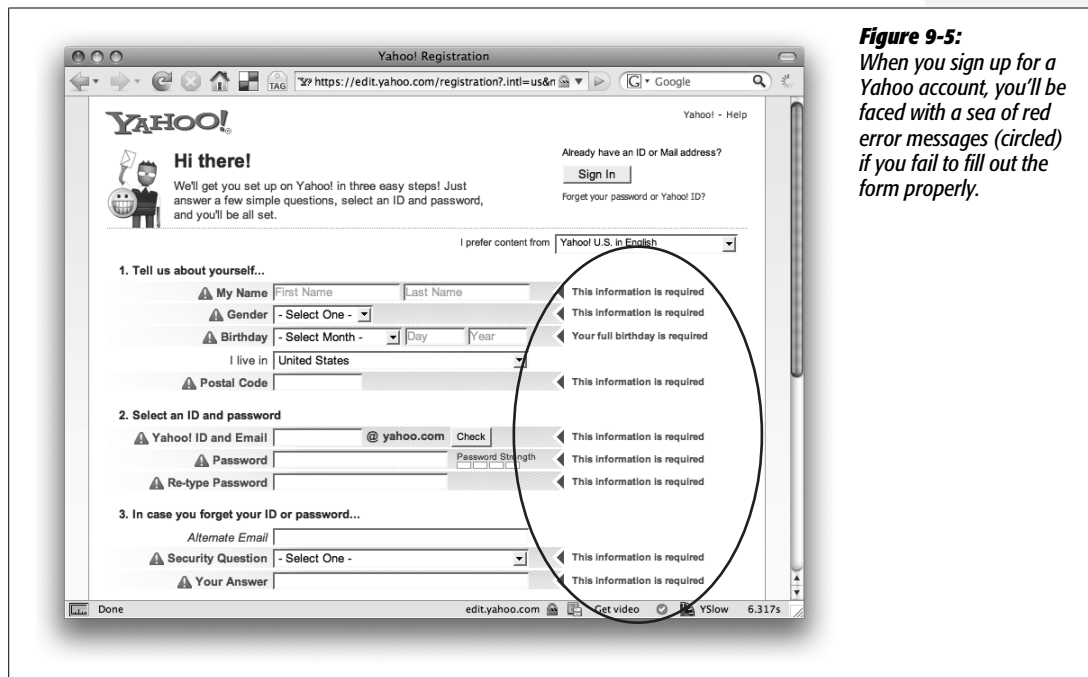 Yahoo! Registration
TAG
Y? https://edit.yahoo.com/registration?.intl=us&n
G Google
YAHOO!
Yahoo! - Help
Hi there!
We'll get you set up on Yahoo! in three easy steps! Just
answer a few simple questions, select an ID and password,
and you'll be all set.
Already have an ID or Mail address?
Sign In
Forget your password or Yahoo! ID?
I prefer content from Yahoo! U.S. in English
1. Tell us about yourself...
My Name First Name Last Name This information is required
Gender - Select One - This information is required
Birthday - Select Month - Day Year Your full birthday is required
I live in United States
Postal Code This information is required
2. Select an ID and password
Yahoo! ID and Email @ yahoo.com Check This information is required
Password Password Strength This information is required
Re-type Password This information is required
3. In case you forget your ID or password...
Alternate Email
Security Question - Select One - This information is required
Your Answer This information is required
Done edit.yahoo.com Get video YSlow 6.317s
Figure 9-5:
When you sign up for a
Yahoo account, you'll be
faced with a sea of red
error messages (circled)
if you fail to fill out the
form properly.